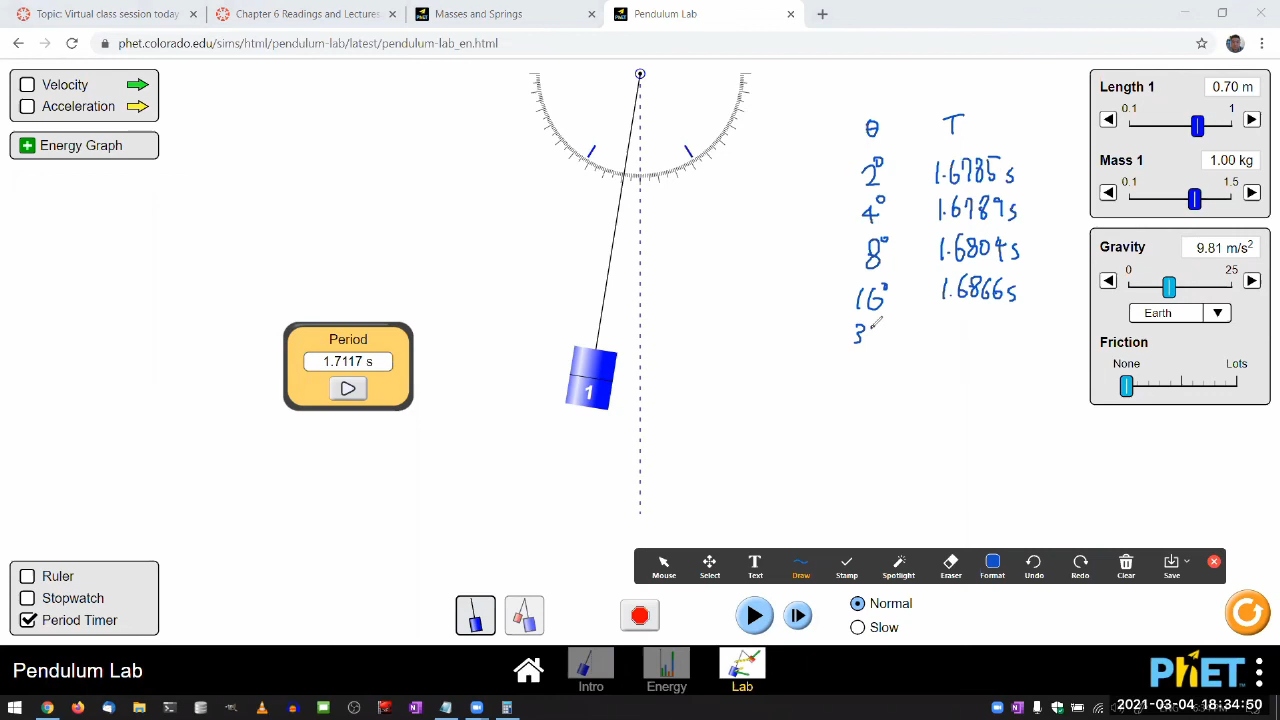 Topic: Virtual class session today
Chapter 6 Readings and Lectures
Masses and Springs
Pendulum Lab
phet.colorado.edu/sims/html/pendulum-lab/latest/pendulum-lab_en.html
Velocity
Acceleration
Energy Graph
θ T
2° 1.6785 s
4° 1.6789 s
8° 1.6804 s
16° 1.6866 s
3
Length 1 0.70 m
0.1 1
Mass 1 1.00 kg
0.1 1.5
Gravity 9.81 m/s²
0 25
Earth
Friction
None Lots
Period
1.7117 s
1
Mouse Select Text Draw Stamp Spotlight Eraser Format Undo Redo Clear Save
Ruler
Stopwatch
Period Timer
Normal
Slow
Pendulum Lab
Intro Energy Lab
PhET
2021-03-04 18:34:50